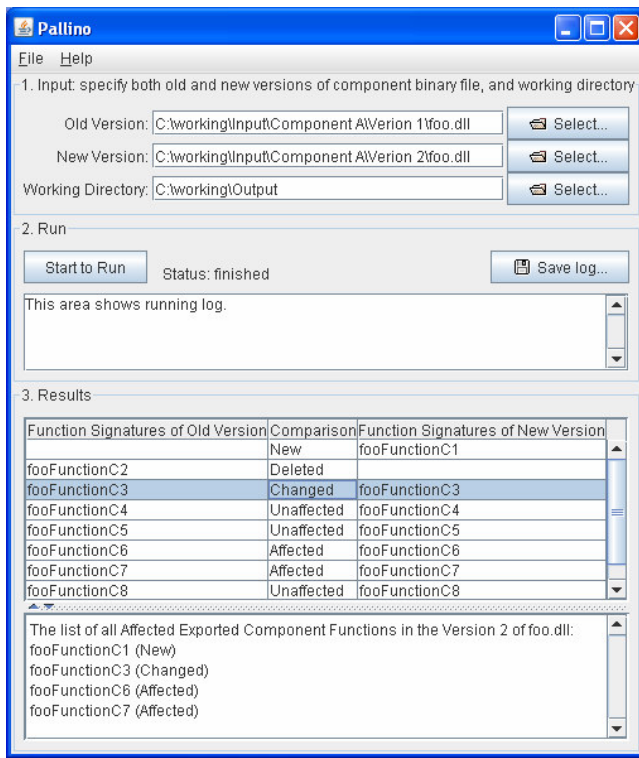 Pallino
File Help
1. Input: specify both old and new versions of component binary file, and working directory
Old Version: C:\working\Input\Component A\Verion 1\foo.dll Select...
New Version: C:\working\Input\Component A\Verion 2\foo.dll Select...
Working Directory: C:\working\Output Select...
2. Run
Start to Run Status: finished Save log...
This area shows running log.
3. Results
Function Signatures of Old Version Comparison Function Signatures of New Version
New fooFunctionC1
fooFunctionC2 Deleted
fooFunctionC3 Changed fooFunctionC3
fooFunctionC4 Unaffected fooFunctionC4
fooFunctionC5 Unaffected fooFunctionC5
fooFunctionC6 Affected fooFunctionC6
fooFunctionC7 Affected fooFunctionC7
fooFunctionC8 Unaffected fooFunctionC8
The list of all Affected Exported Component Functions in the Version 2 of foo.dll:
fooFunctionC1 (New)
fooFunctionC3 (Changed)
fooFunctionC6 (Affected)
fooFunctionC7 (Affected)